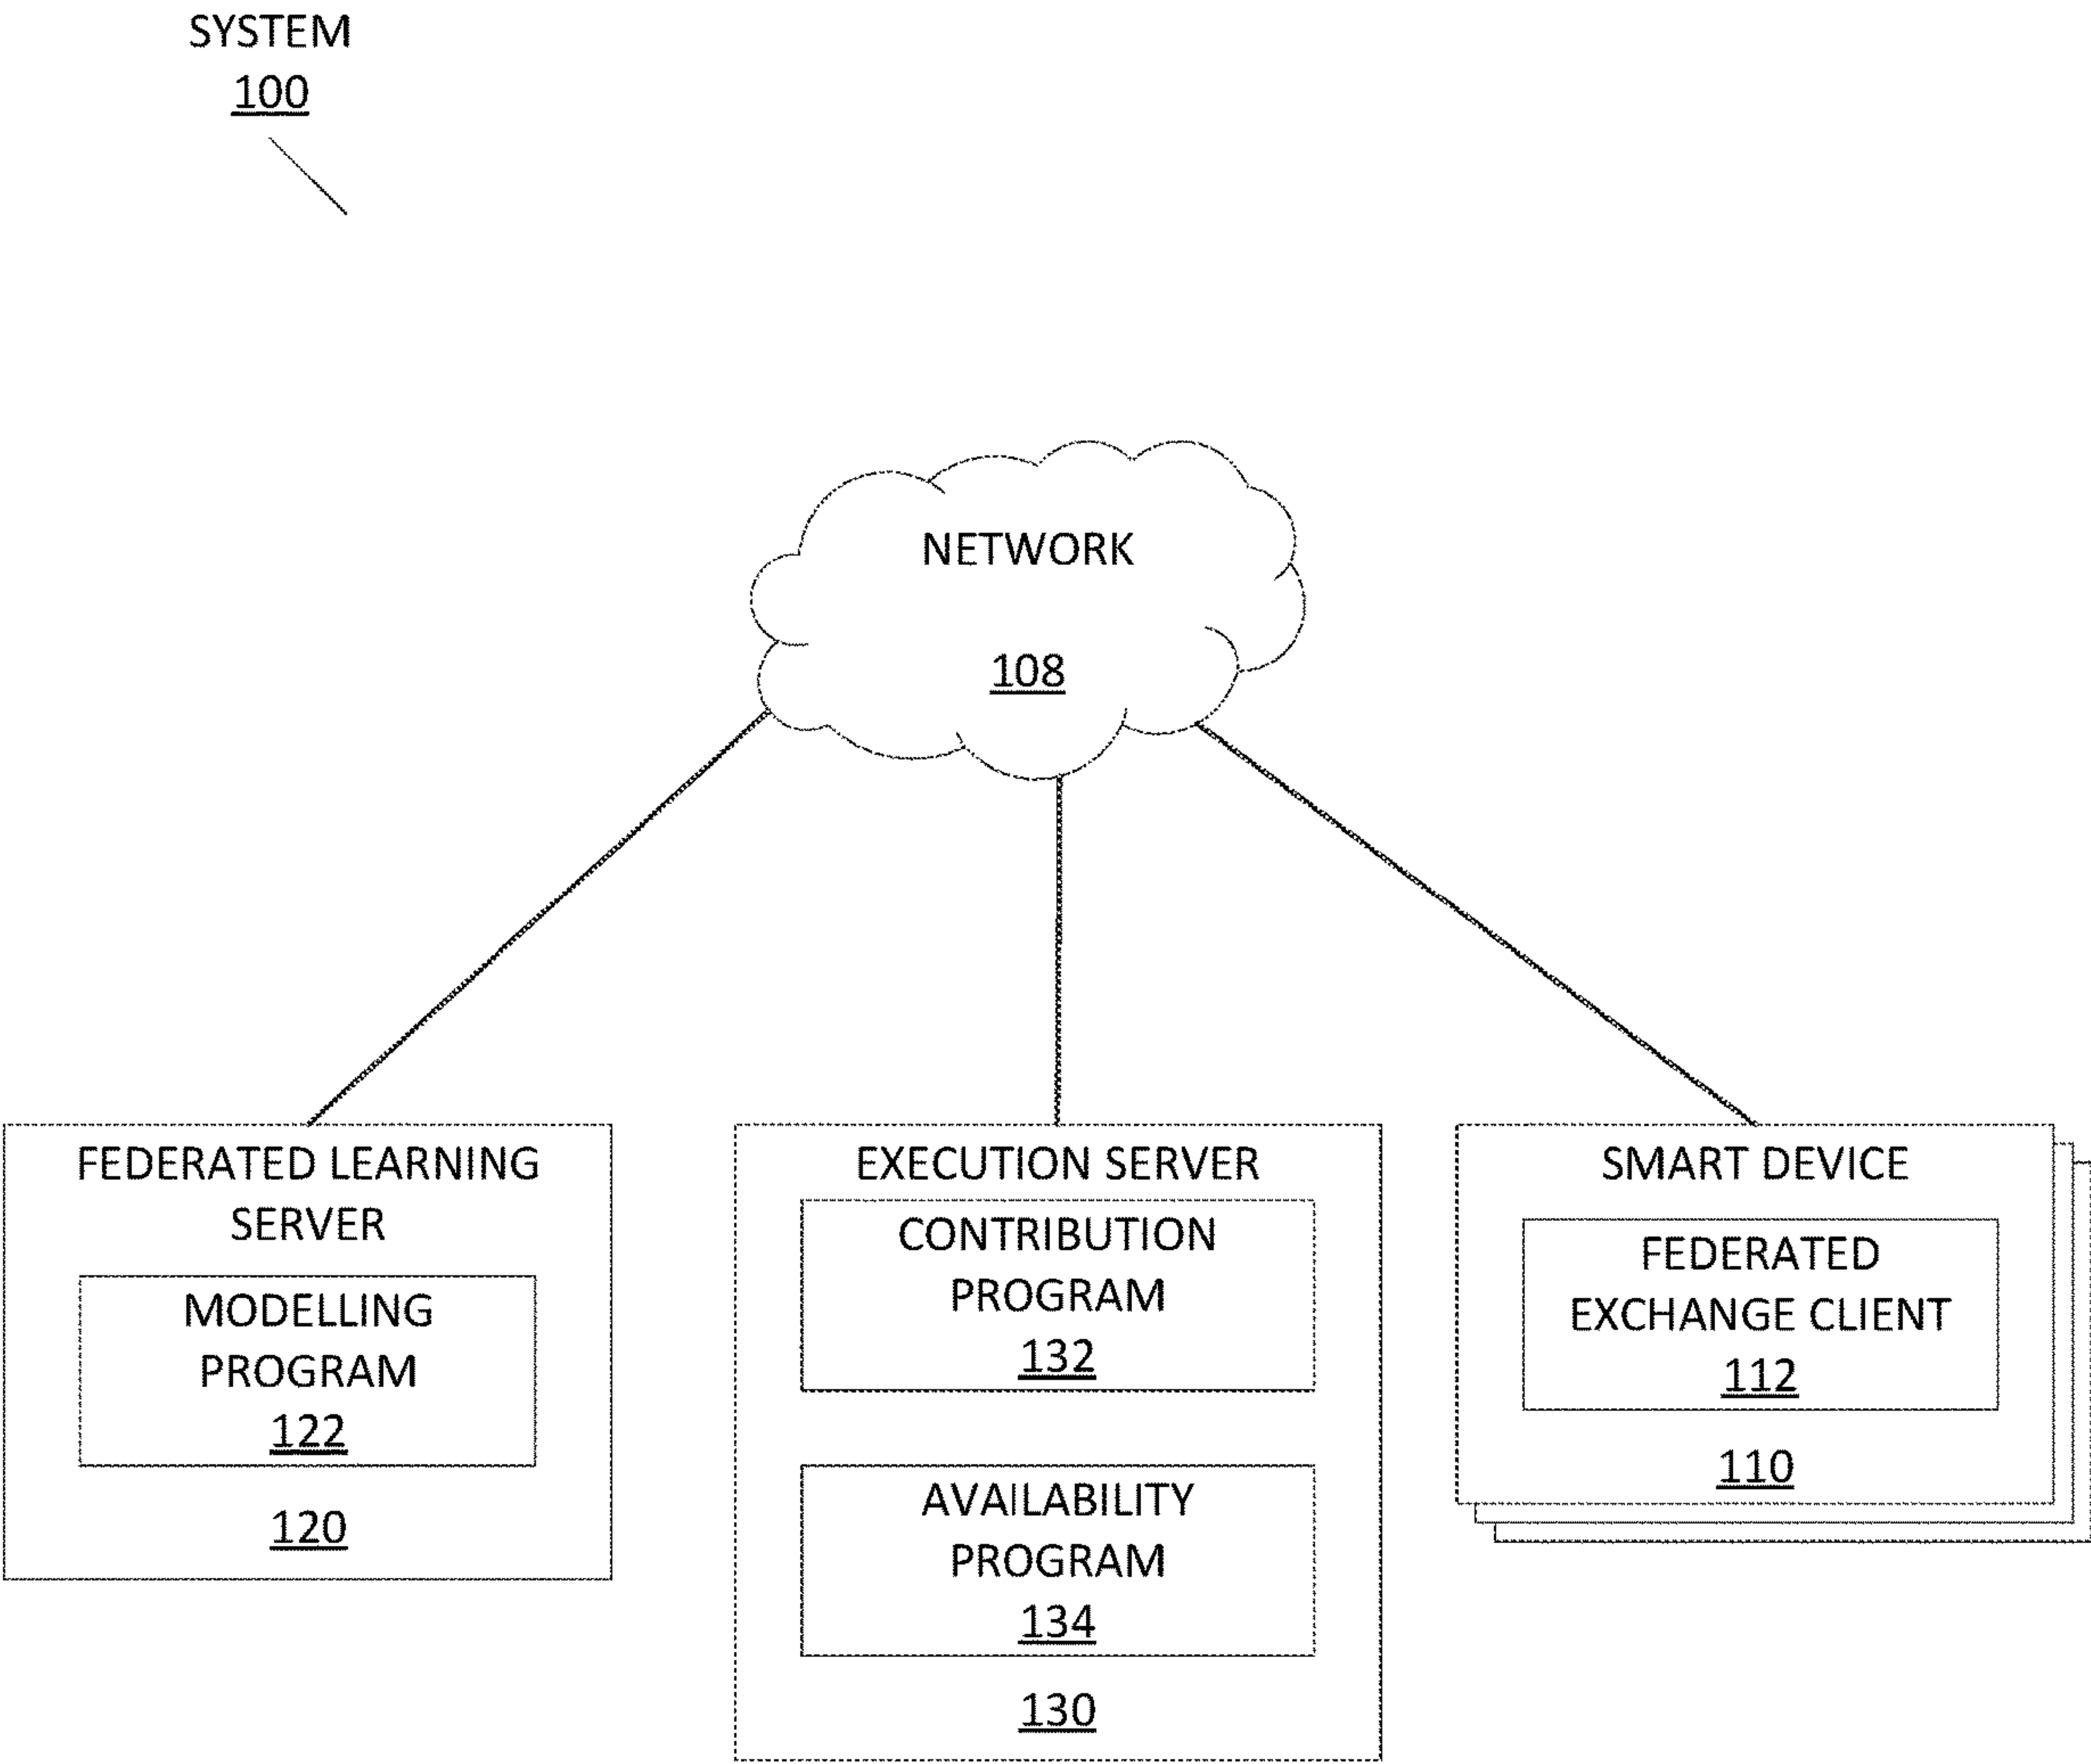 SYSTEM
100
NETWORK
108
FEDERATED LEARNING
SERVER
MODELLING
PROGRAM
122
120
EXECUTION SERVER
CONTRIBUTION
PROGRAM
132
AVAILABILITY
PROGRAM
134
130
SMART DEVICE
FEDERATED
EXCHANGE CLIENT
112
110